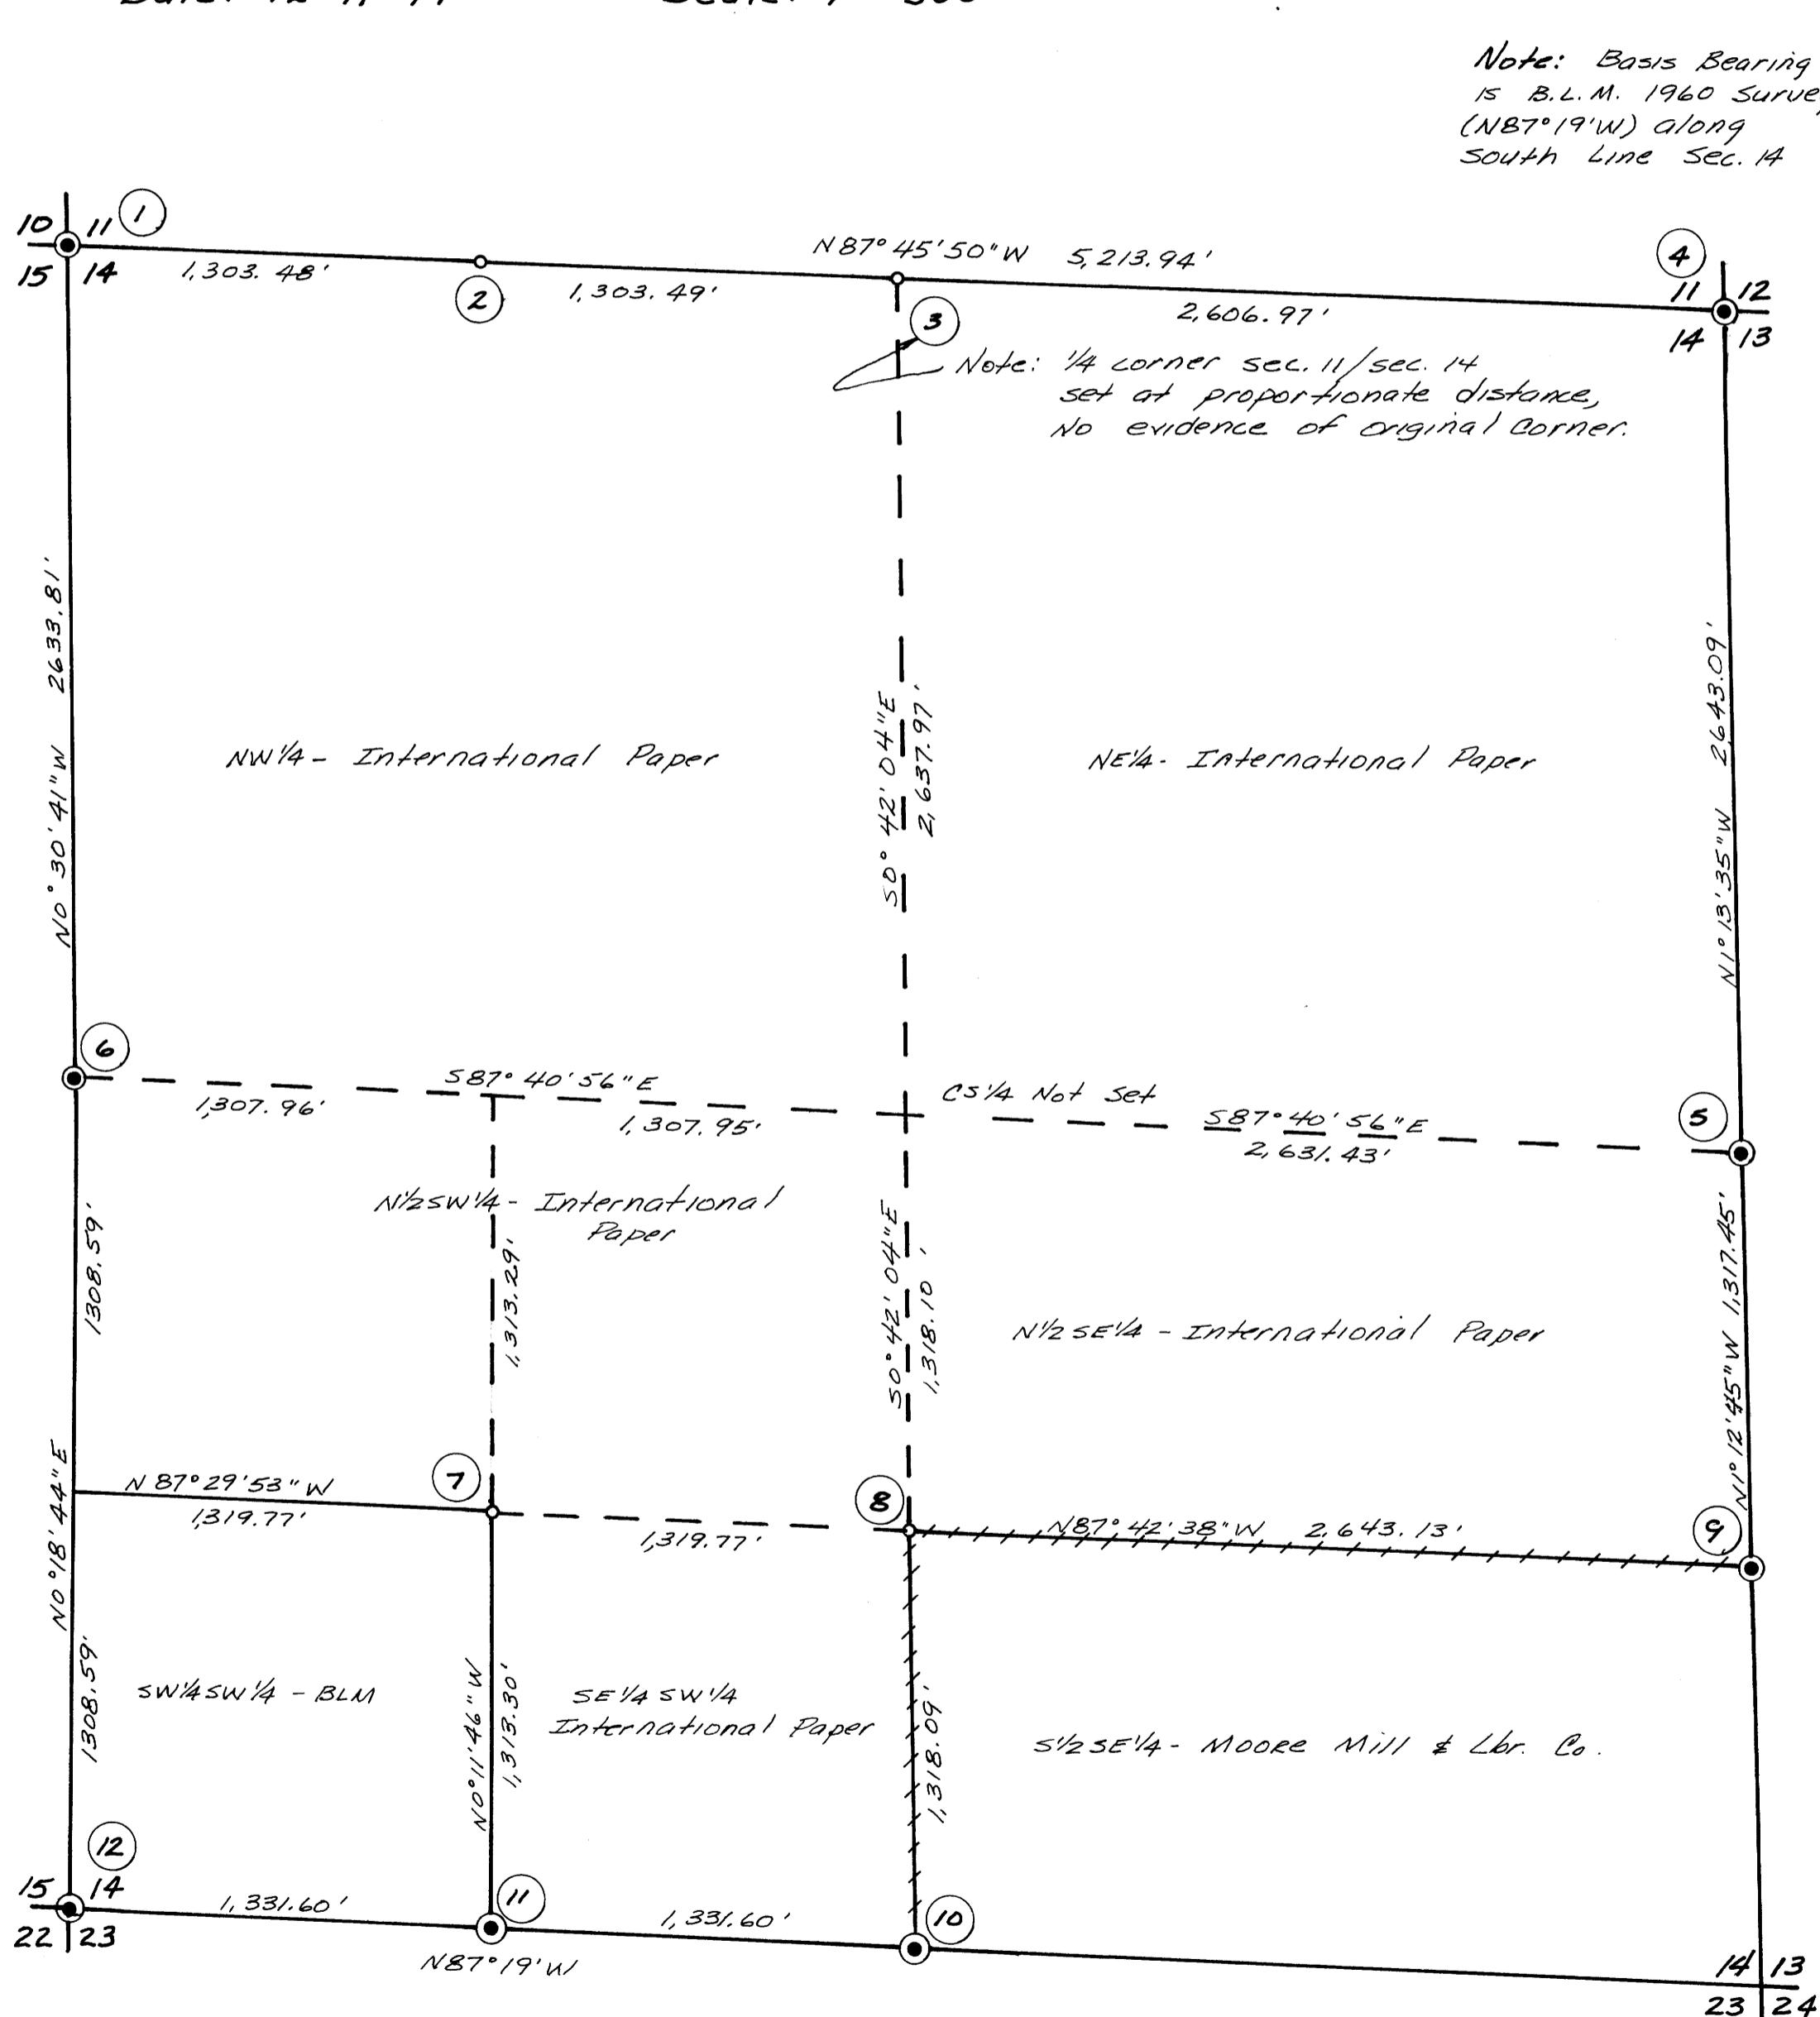 Note: Basis Bearing
is B.L.M. 1960 Surve
(N87°19'W) along
South Line Sec. 14
10 11 1
15 14
1,303.48'
2
1,303.49'
N87°45'50"W 5,213.94'
3
2,606.97'
4
11 12
14 13
Note: 1/4 corner sec. 11/sec. 14
set at proportionate distance,
No evidence of original Corner.
N0°30'41"W 2633.81'
S0°42'04"E
2,637.97'
N1°13'35"W 2643.09'
NW1/4 - International Paper
NE1/4 - International Paper
6
S87°40'56"E
1,307.96'
1,307.95'
CS 1/4 Not Set
S87°40'56"E
2,631.43'
5
N1/2SW1/4 - International
Paper
1308.59'
1,313.29'
S0°42'04"E
1,318.10'
N1/2SE1/4 - International Paper
N1°12'45"W 1,317.45'
N0°18'44"E
N87°29'53"W
1,319.77'
7
1,319.77'
8
N87°42'38"W 2,643.13'
9
1308.59'
SW1/4SW1/4 - BLM
N0°11'46"W
1,313.30'
SE1/4 SW1/4
International Paper
1,318.09'
S1/2SE1/4 - Moore Mill & Lbr. Co.
12
15 14
22 23
1,331.60'
11
N87°19'W
1,331.60'
10
14 13
23 24